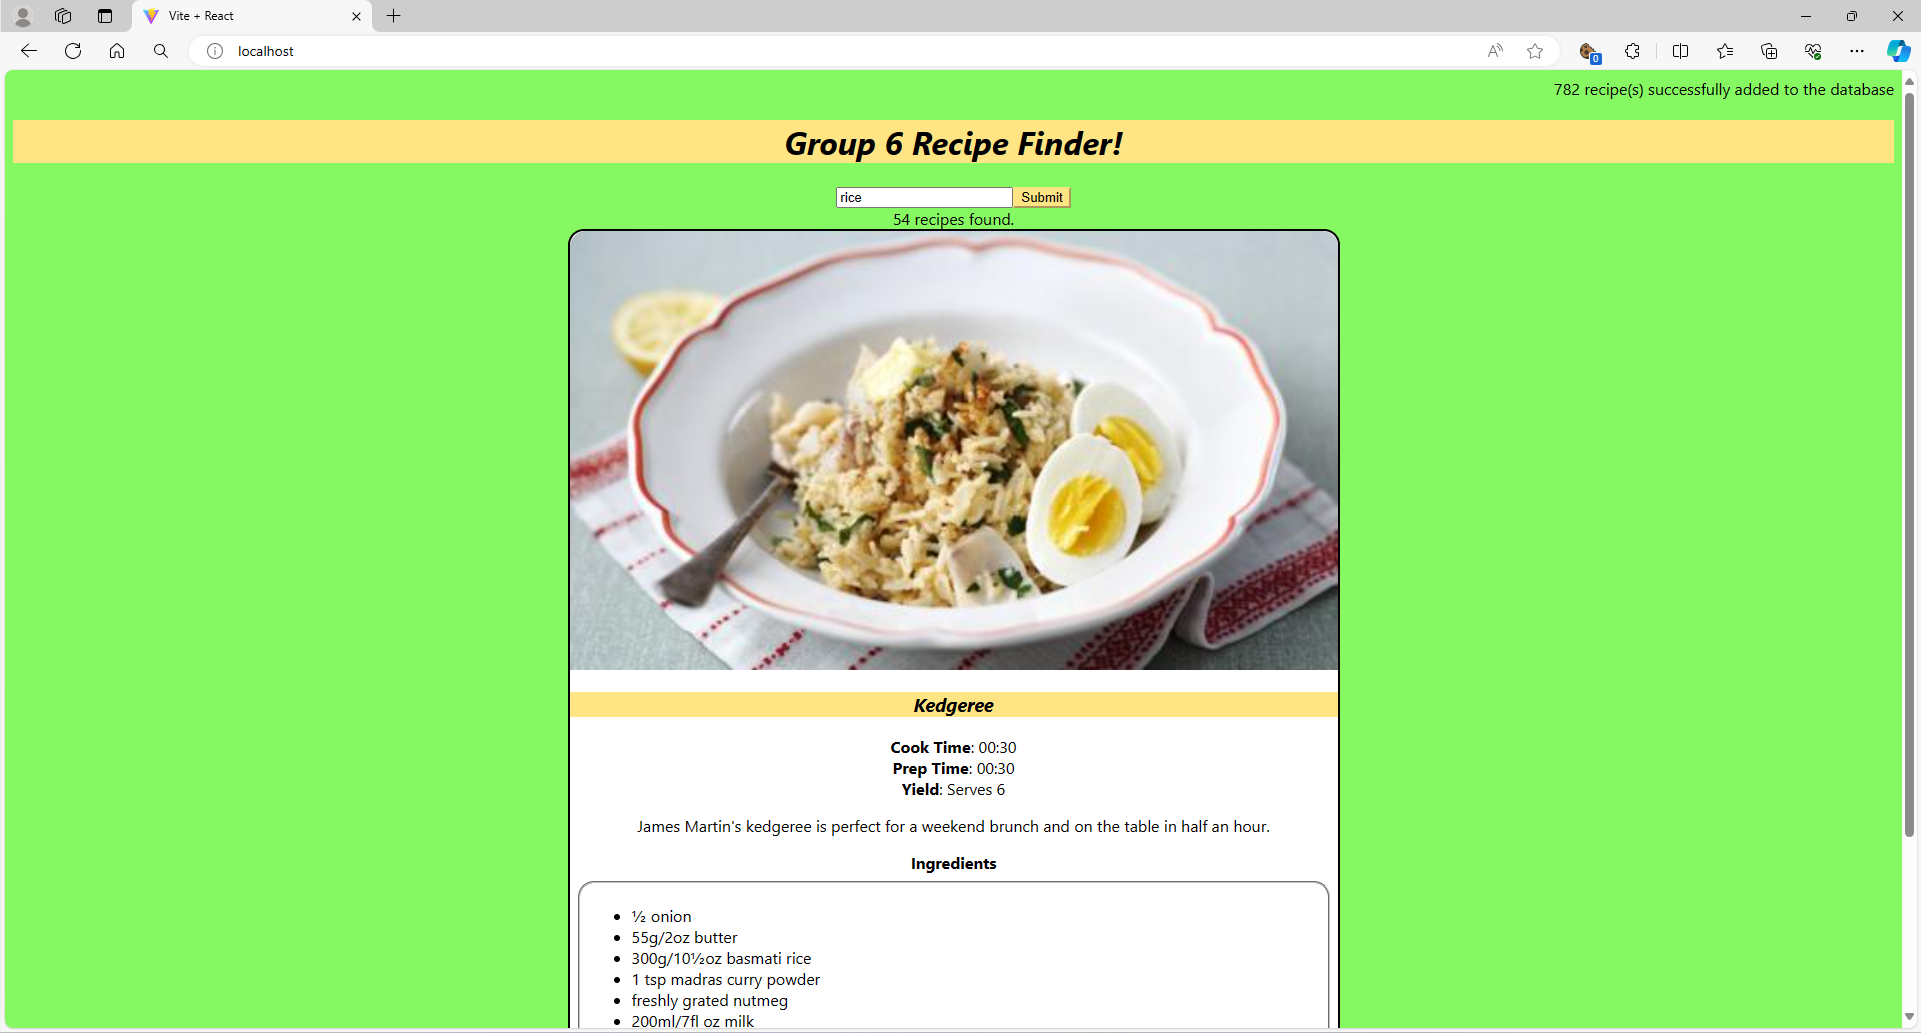 Vite + React
localhost
0
782 recipe(s) successfully added to the database
Group 6 Recipe Finder!
rice Submit
54 recipes found.
Kedgeree
Cook Time: 00:30
Prep Time: 00:30
Yield: Serves 6
James Martin's kedgeree is perfect for a weekend brunch and on the table in half an hour.
Ingredients
• ½ onion
• 55g/2oz butter
• 300g/10½oz basmati rice
• 1 tsp madras curry powder
• freshly grated nutmeg
• 200ml/7fl oz milk